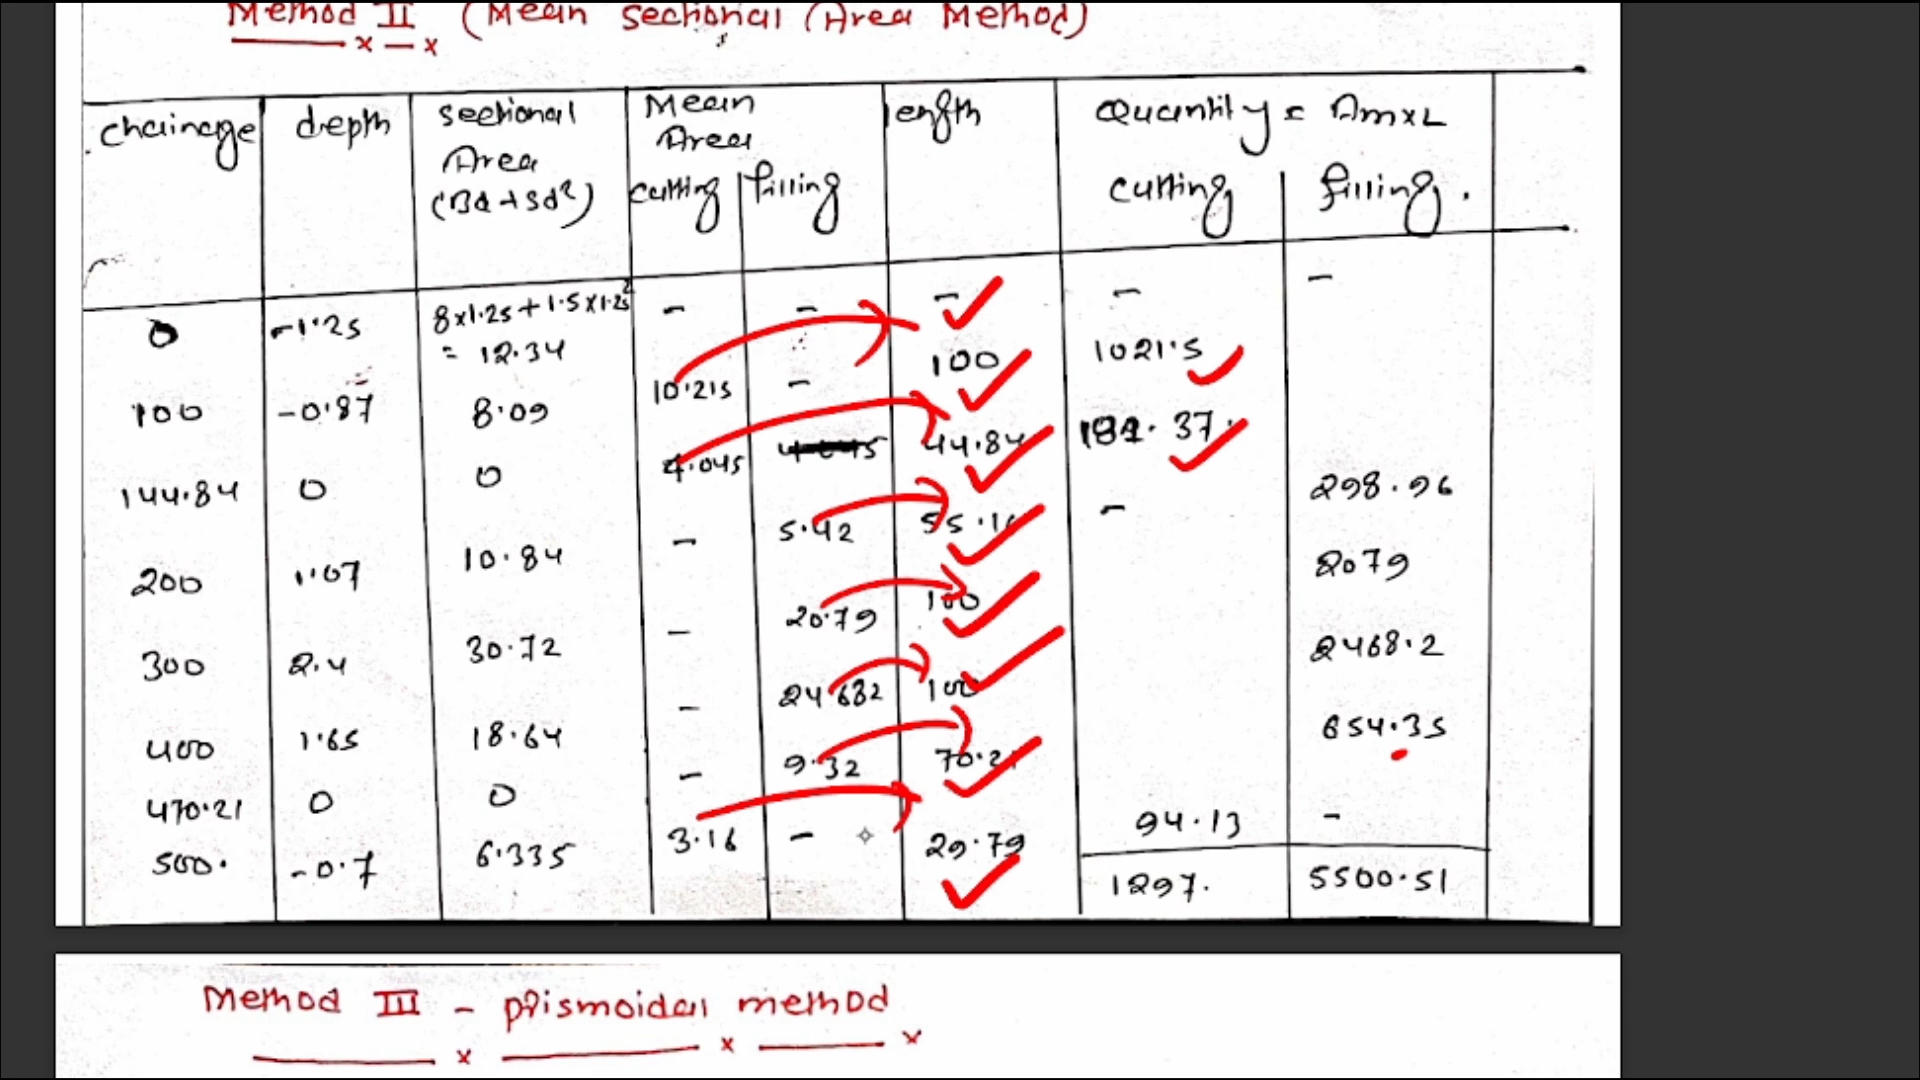 Method II (Mean Sectional (Area Method)
chainage depth sectional Area (Bd+Sd²) Mean Area length Quantity = Am×L
cutting filling cutting filling.
0 -1.25 8×1.25+1.5×1.25² - - - - -
= 12.34
100 -0.87 8.09 10.215 - 100 1021.5
144.84 0 0 4.045 44.84 .37
200 1.07 10.84 - 5.42 55.16 - 298.96
300 2.4 30.72 - 20.79 100 2079
400 1.65 18.64 - 24.682 100 2468.2
470.21 0 0 - 9.32 70.21 654.35
500. -0.7 6.335 3.16 - 29.79 94.13 -
1297. 5500.51
Method III - prismoidal method